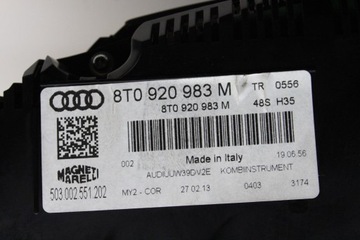 8T0 920 983 M TR 0556
8T0 920 983 M 48S H35
002 Made in Italy 19.06.56
MAGNETI MARELLI AUDIUUW39DV2E KOMBIINSTRUMENT
503.002.551.202 MY2 - COR 27.02.13 0403 3174